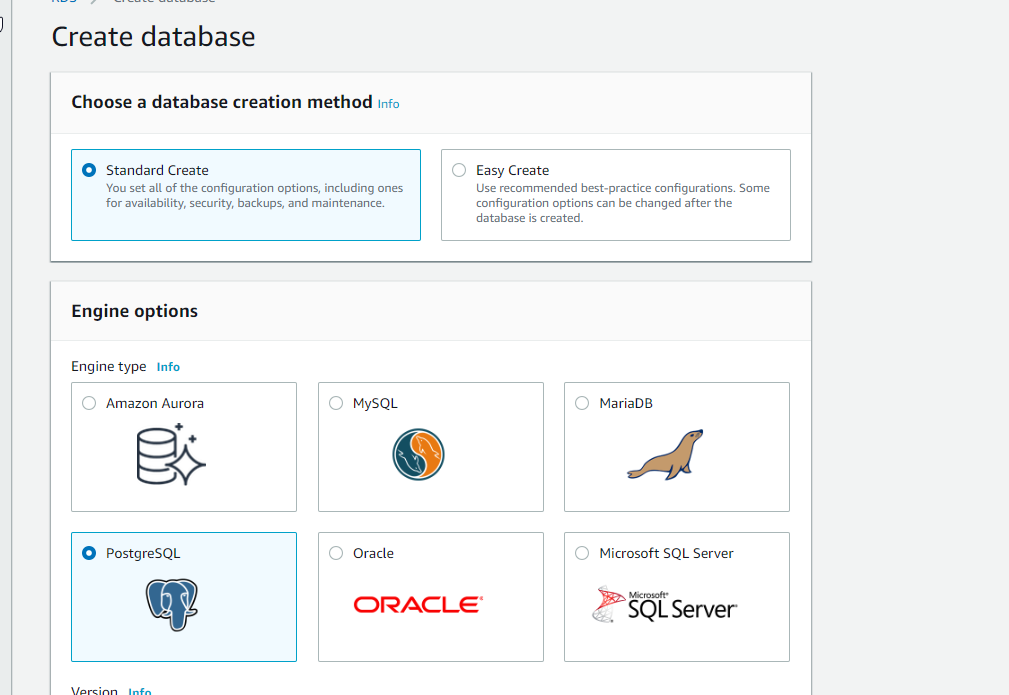 RDS > Create database
Create database
Choose a database creation method Info
Standard Create
You set all of the configuration options, including ones
for availability, security, backups, and maintenance.
Easy Create
Use recommended best-practice configurations. Some
configuration options can be changed after the
database is created.
Engine options
Engine type Info
Amazon Aurora
MySQL
MariaDB
PostgreSQL
Oracle
ORACLE
Microsoft SQL Server
Microsoft®
SQL Server
Version Info